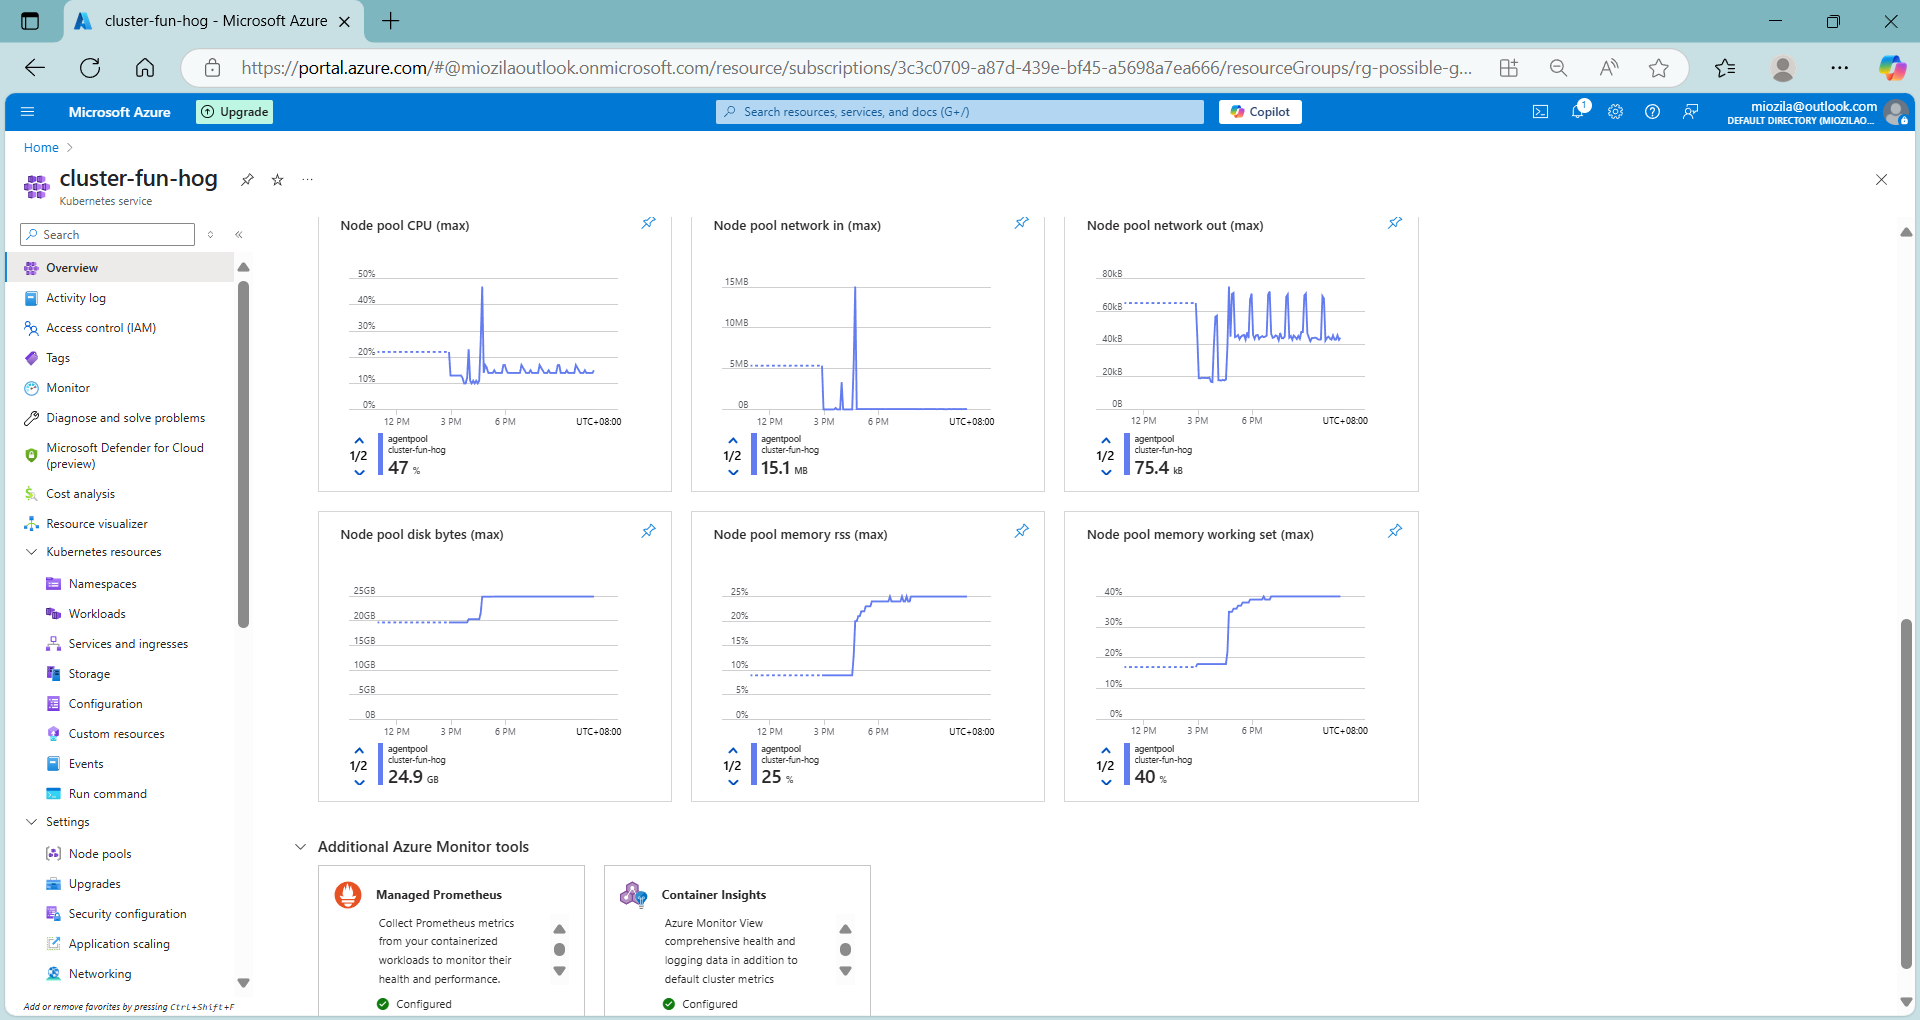 cluster-fun-hog - Microsoft Azure
https://portal.azure.com/#@miozilaoutlook.onmicrosoft.com/resource/subscriptions/3c3c0709-a87d-439e-bf45-a5698a7ea666/resourceGroups/rg-possible-g...
Microsoft Azure
Upgrade
Search resources, services, and docs (G+/)
Copilot
1
miozila@outlook.com
DEFAULT DIRECTORY (MIOZILAO...
Home
cluster-fun-hog
Kubernetes service
Search
Overview
Activity log
Access control (IAM)
Tags
Monitor
Diagnose and solve problems
Microsoft Defender for Cloud
(preview)
Cost analysis
Resource visualizer
Kubernetes resources
Namespaces
Workloads
Services and ingresses
Storage
Configuration
Custom resources
Events
Run command
Settings
Node pools
Upgrades
Security configuration
Application scaling
Networking
Add or remove favorites by pressing Ctrl+Shift+F
Node pool CPU (max)
50%
40%
30%
20%
10%
0%
12 PM 3 PM 6 PM UTC+08:00
1/2
agentpool
cluster-fun-hog
47 %
Node pool network in (max)
15MB
10MB
5MB
0B
12 PM 3 PM 6 PM UTC+08:00
1/2
agentpool
cluster-fun-hog
15.1 MB
Node pool network out (max)
80kB
60kB
40kB
20kB
0B
12 PM 3 PM 6 PM UTC+08:00
1/2
agentpool
cluster-fun-hog
75.4 kB
Node pool disk bytes (max)
25GB
20GB
15GB
10GB
5GB
0B
12 PM 3 PM 6 PM UTC+08:00
1/2
agentpool
cluster-fun-hog
24.9 GB
Node pool memory rss (max)
25%
20%
15%
10%
5%
0%
12 PM 3 PM 6 PM UTC+08:00
1/2
agentpool
cluster-fun-hog
25 %
Node pool memory working set (max)
40%
30%
20%
10%
0%
12 PM 3 PM 6 PM UTC+08:00
1/2
agentpool
cluster-fun-hog
40 %
Additional Azure Monitor tools
Managed Prometheus
Collect Prometheus metrics
from your containerized
workloads to monitor their
health and performance.
Configured
Container Insights
Azure Monitor View
comprehensive health and
logging data in addition to
default cluster metrics
Configured